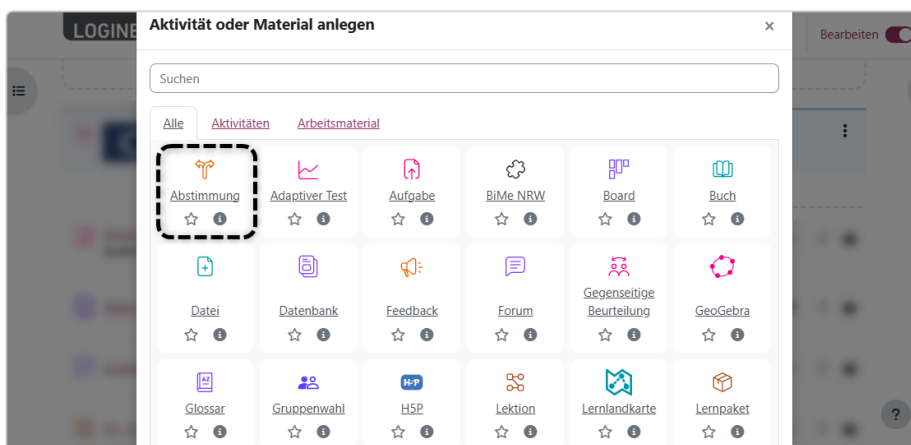 LOGINE
Aktivität oder Material anlegen
×
Bearbeiten
Suchen
Alle Aktivitäten Arbeitsmaterial
Abstimmung Adaptiver Test Aufgabe BiMe NRW Board Buch
Datei Datenbank Feedback Forum Gegenseitige Beurteilung GeoGebra
Glossar Gruppenwahl H5P Lektion Lernlandkarte Lernpaket
?